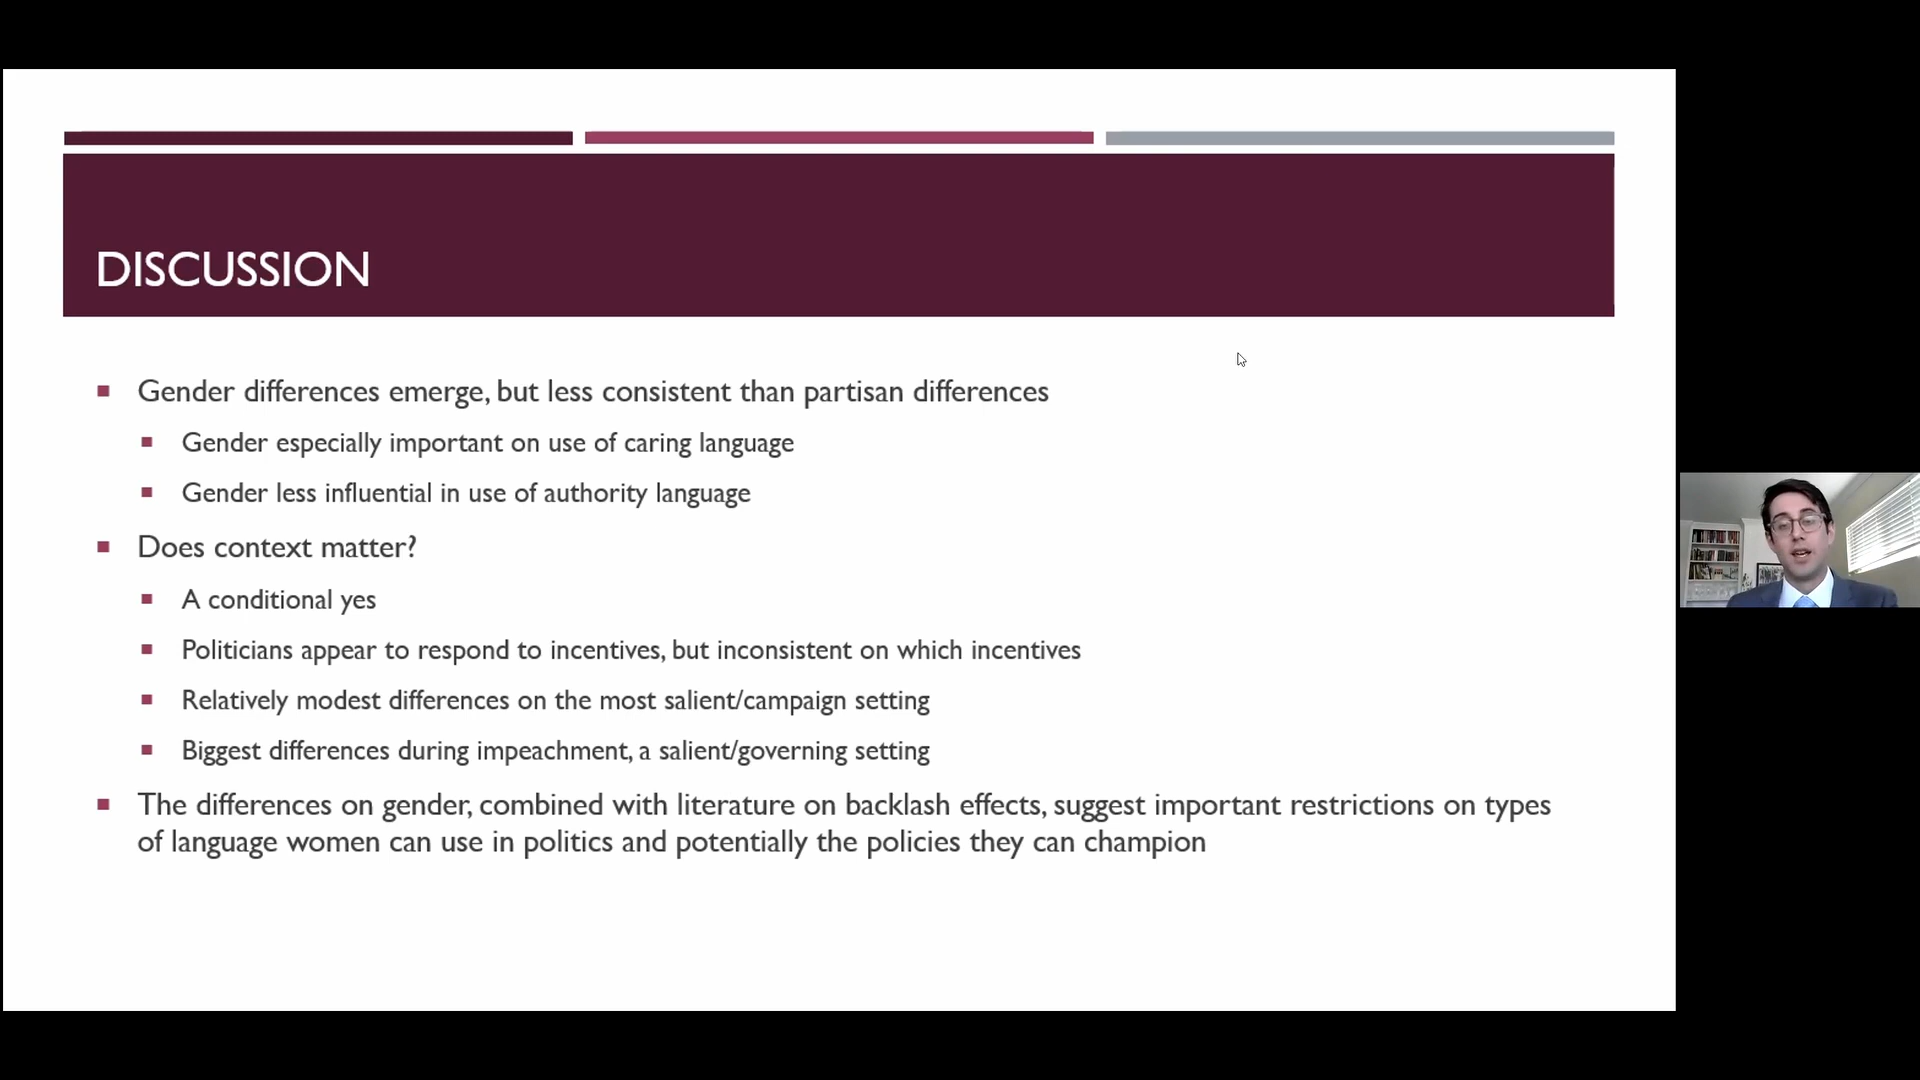 DISCUSSION
Gender differences emerge, but less consistent than partisan differences
Gender especially important on use of caring language
Gender less influential in use of authority language
Does context matter?
A conditional yes
Politicians appear to respond to incentives, but inconsistent on which incentives
Relatively modest differences on the most salient/campaign setting
Biggest differences during impeachment, a salient/governing setting
The differences on gender, combined with literature on backlash effects, suggest important restrictions on types
of language women can use in politics and potentially the policies they can champion